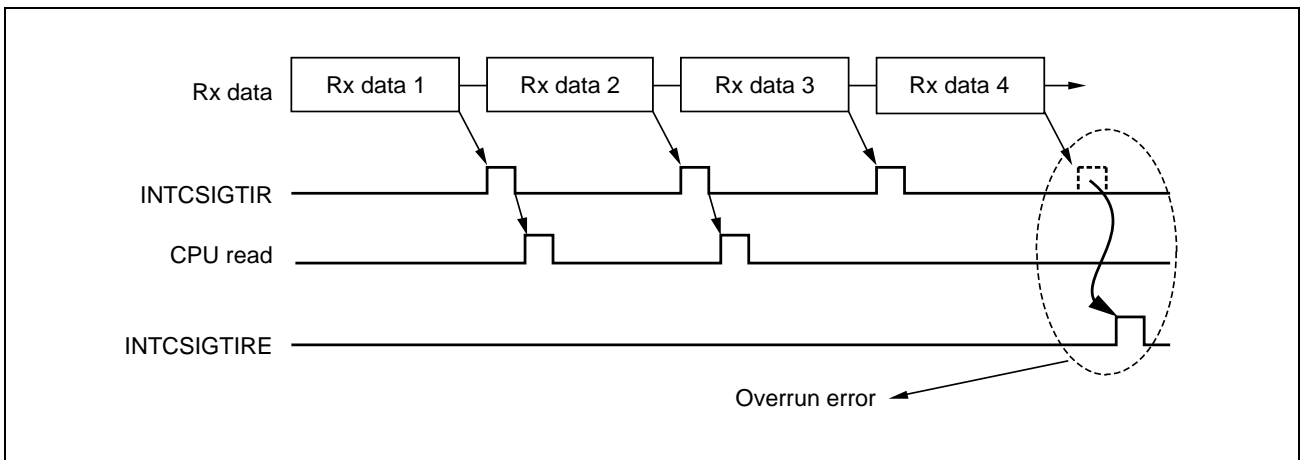 Rx data
Rx data 1
Rx data 2
Rx data 3
Rx data 4
INTCSIGTIR
CPU read
INTCSIGTIRE
Overrun error